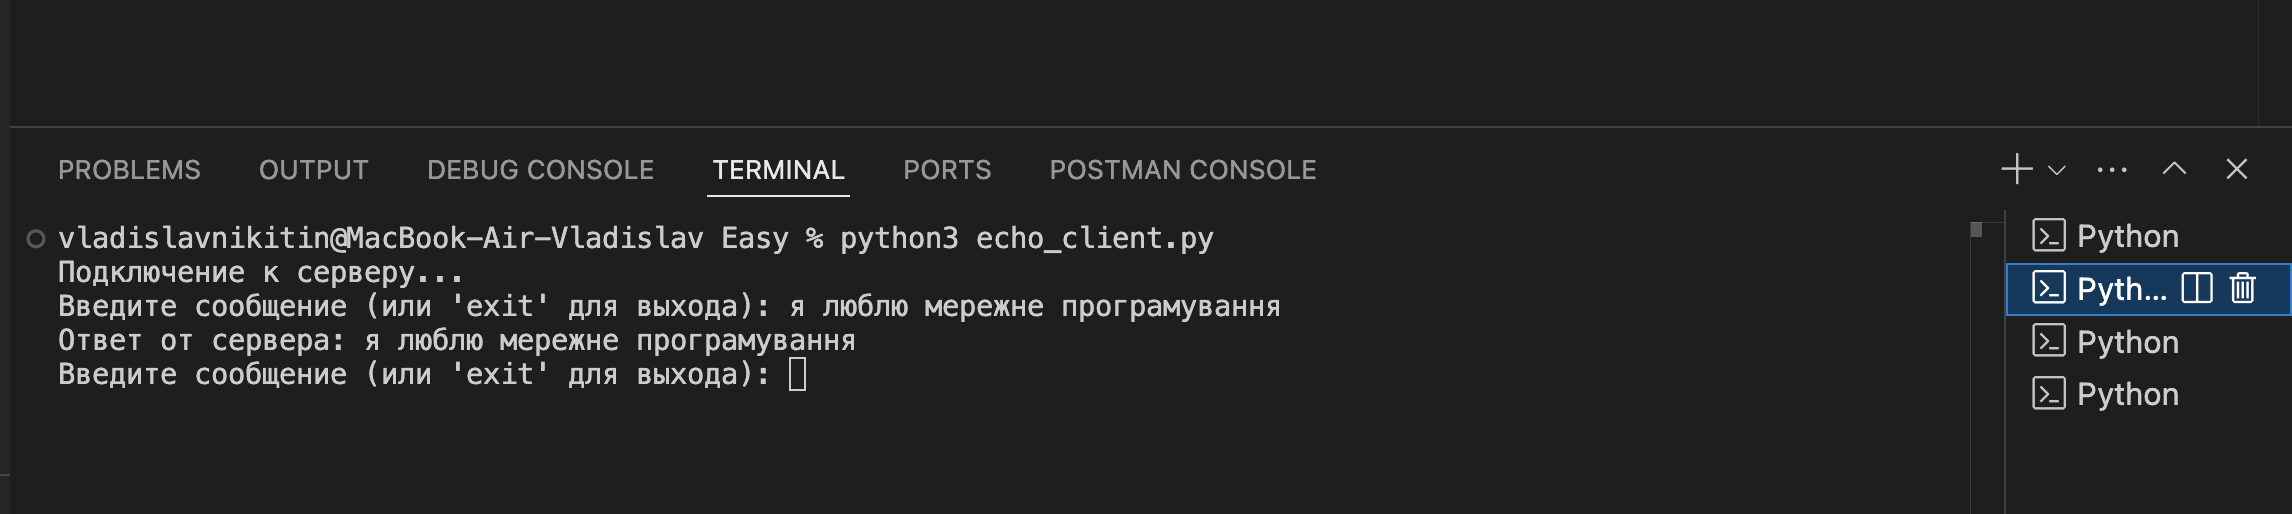 PROBLEMS OUTPUT DEBUG CONSOLE TERMINAL PORTS POSTMAN CONSOLE
vladislavnikitin@MacBook-Air-Vladislav Easy % python3 echo_client.py
Подключение к серверу...
Введите сообщение (или 'exit' для выхода): я люблю мережне програмування
Ответ от сервера: я люблю мережне програмування
Введите сообщение (или 'exit' для выхода):
Python
Pyth...
Python
Python